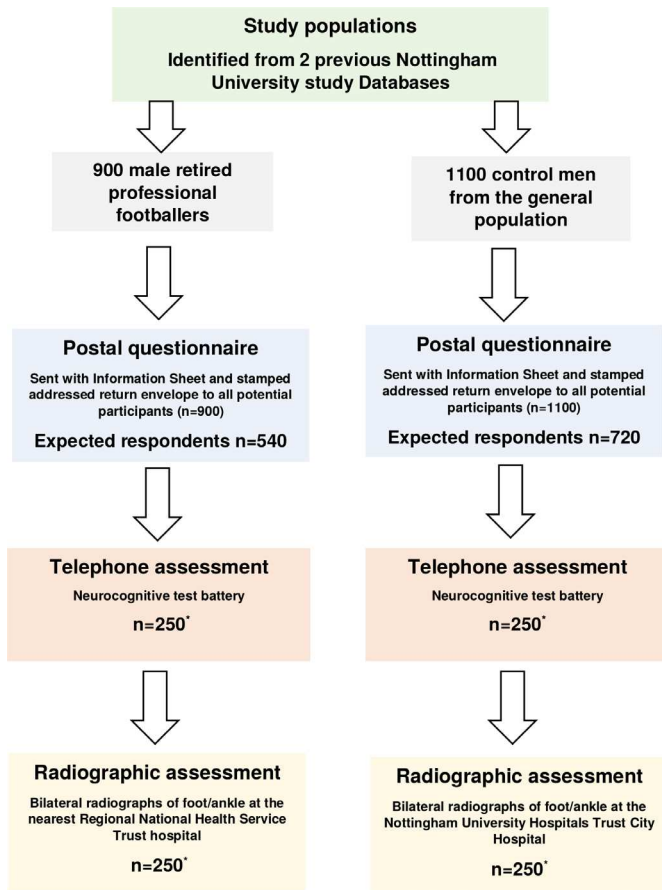 Study populations
Identified from 2 previous Nottingham
University study Databases
900 male retired
professional
footballers
1100 control men
from the general
population
Postal questionnaire
Sent with Information Sheet and stamped
addressed return envelope to all potential
participants (n=900)
Expected respondents n=540
Postal questionnaire
Sent with Information Sheet and stamped
addressed return envelope to all potential
participants (n=1100)
Expected respondents n=720
Telephone assessment
Neurocognitive test battery
n=250*
Telephone assessment
Neurocognitive test battery
n=250*
Radiographic assessment
Bilateral radiographs of foot/ankle at the
nearest Regional National Health Service
Trust hospital
n=250*
Radiographic assessment
Bilateral radiographs of foot/ankle at the
Nottingham University Hospitals Trust City
Hospital
n=250*